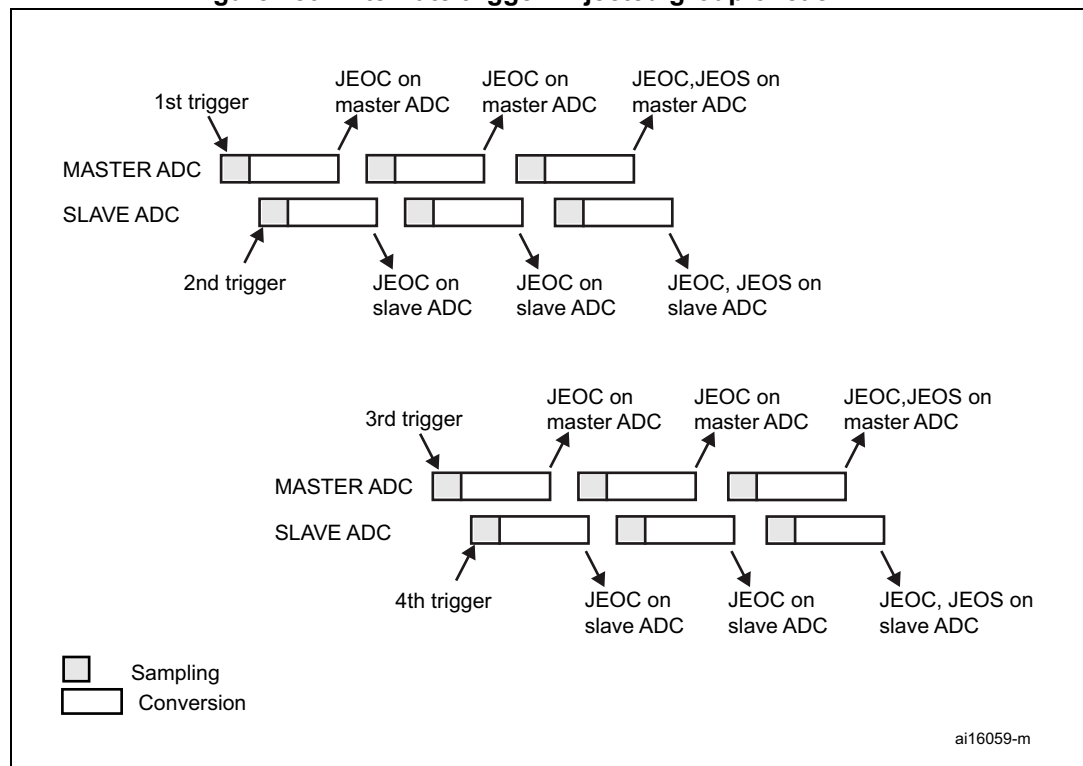 JEOC on
master ADC
JEOC on
master ADC
JEOC,JEOS on
master ADC
1st trigger
MASTER ADC
SLAVE ADC
2nd trigger
JEOC on
slave ADC
JEOC on
slave ADC
JEOC, JEOS on
slave ADC
JEOC on
master ADC
JEOC on
master ADC
JEOC,JEOS on
master ADC
3rd trigger
MASTER ADC
SLAVE ADC
4th trigger
JEOC on
slave ADC
JEOC on
slave ADC
JEOC, JEOS on
slave ADC
Sampling
Conversion
ai16059-m